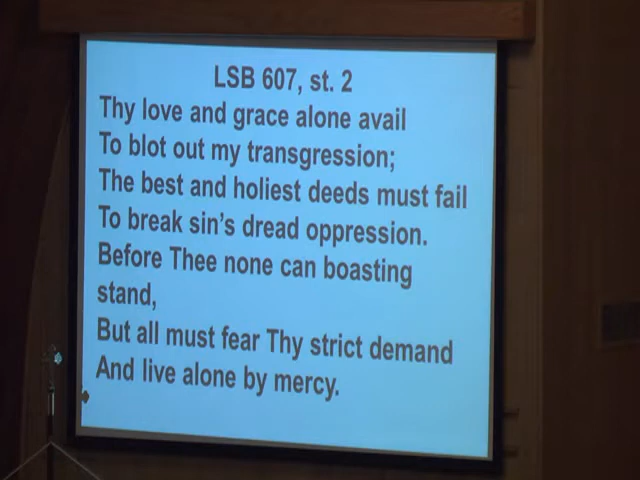 LSB 607, st. 2
Thy love and grace alone avail
To blot out my transgression;
The best and holiest deeds must fail
To break sin's dread oppression.
Before Thee none can boasting
stand,
But all must fear Thy strict demand
And live alone by mercy.